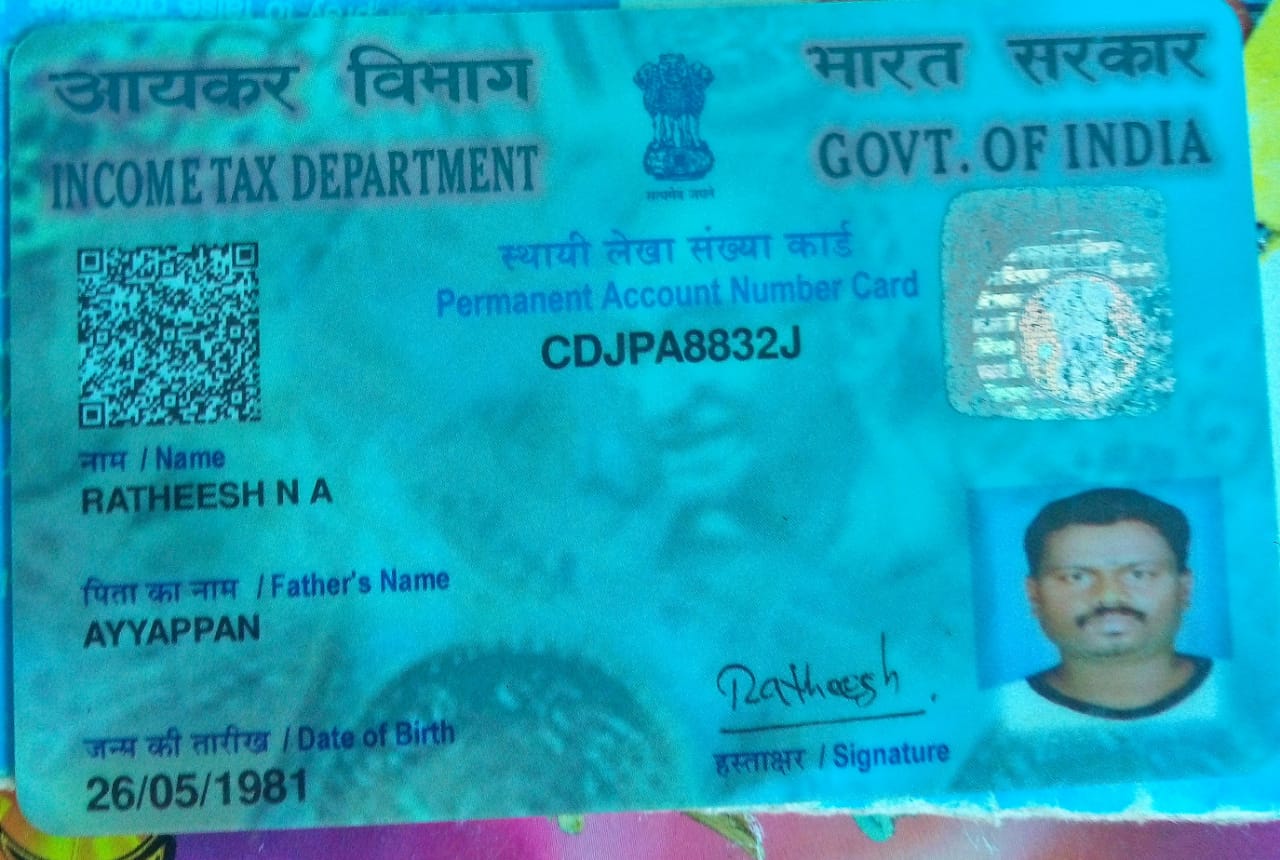 आयकर विभाग
INCOME TAX DEPARTMENT
भारत सरकार
GOVT. OF INDIA
सत्यमेव जयते
स्थायी लेखा संख्या कार्ड
Permanent Account Number Card
CDJPA8832J
नाम / Name
RATHEESH N A
पिता का नाम / Father's Name
AYYAPPAN
जन्म की तारीख / Date of Birth
26/05/1981
Ratheesh
हस्ताक्षर / Signature